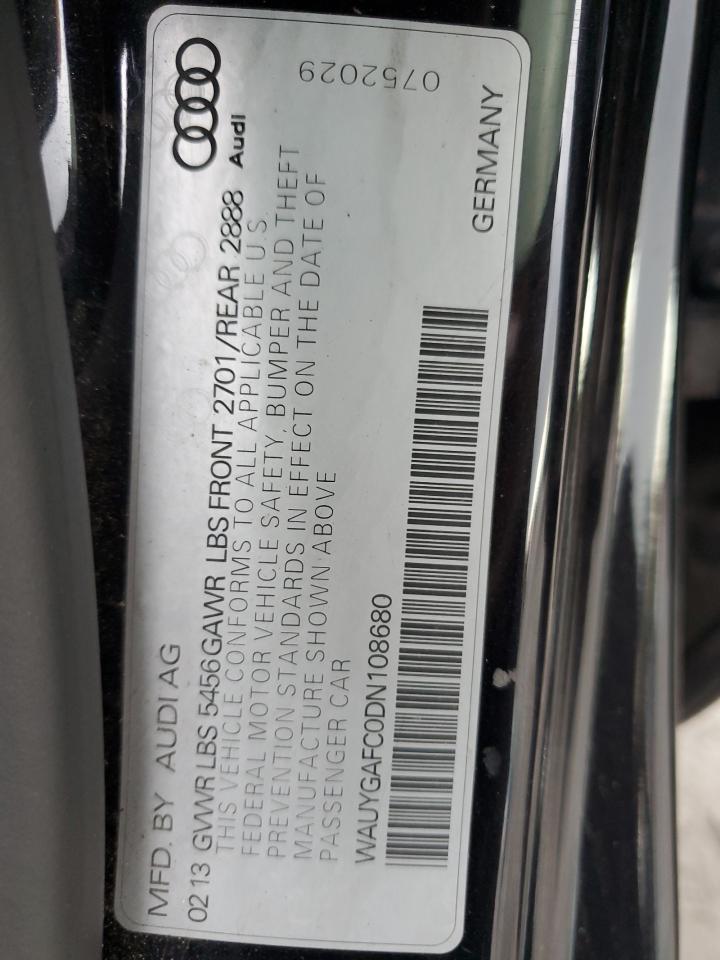 MFD. BY AUDI AG
02 13 GVWR LBS 5456 GAWR LBS FRONT 2701/REAR 2888
THIS VEHICLE CONFORMS TO ALL APPLICABLE U.S.
FEDERAL MOTOR VEHICLE SAFETY, BUMPER AND THEFT
PREVENTION STANDARDS IN EFFECT ON THE DATE OF
MANUFACTURE SHOWN ABOVE
PASSENGER CAR
WAUYGAFC0DN108680
Audi
GERMANY
0752029